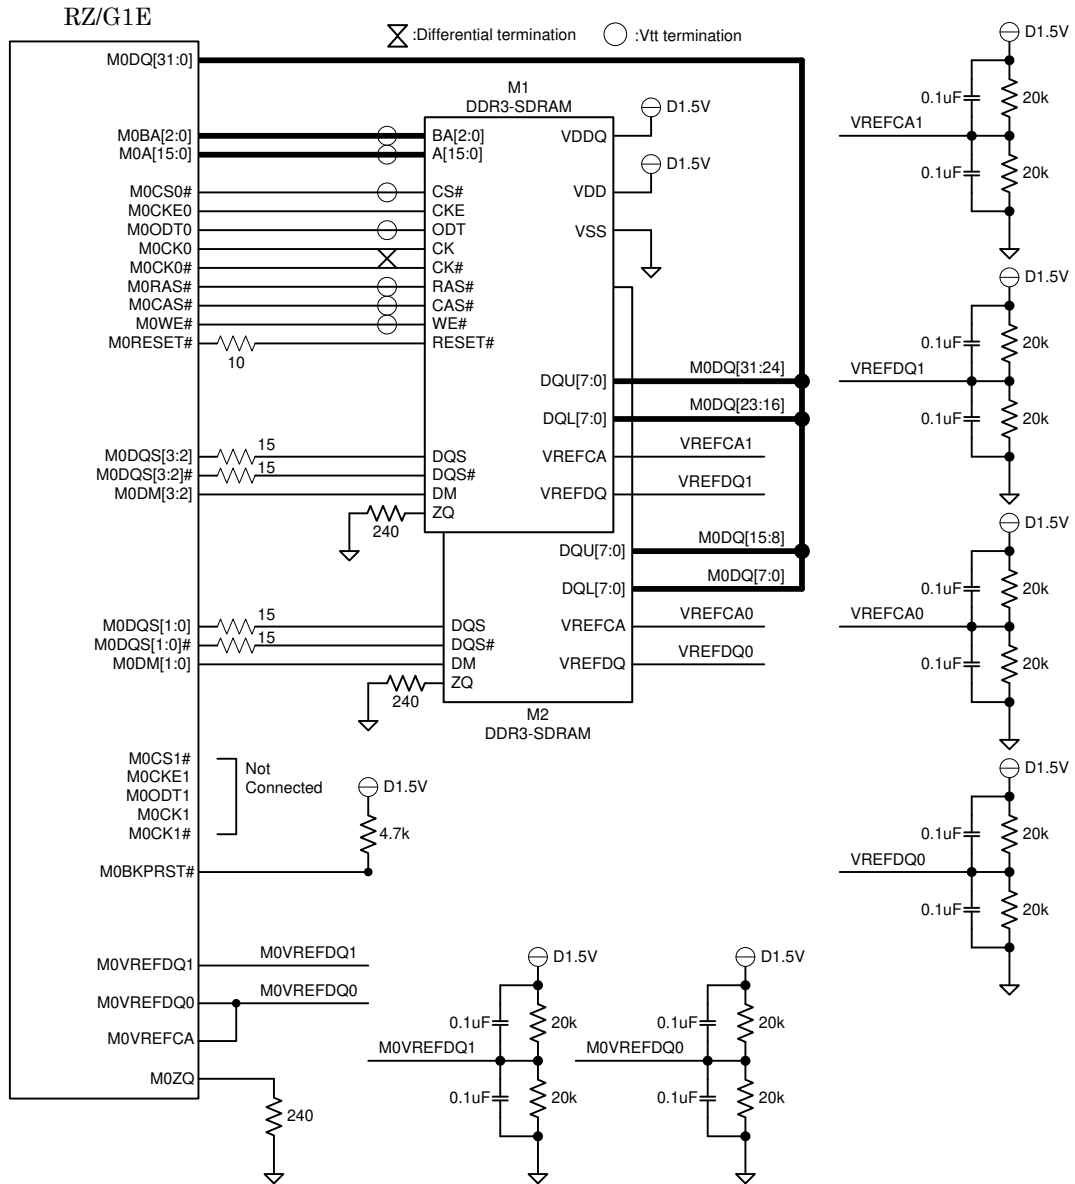 RZ/G1E
:Differential termination
:Vtt termination
M0DQ[31:0]
M0BA[2:0]
M0A[15:0]
M0CS0#
M0CKE0
M0ODT0
M0CK0
M0CK0#
M0RAS#
M0CAS#
M0WE#
M0RESET#
10
M0DQS[3:2]
15
M0DQS[3:2]#
15
M0DM[3:2]
240
M0DQS[1:0]
15
M0DQS[1:0]#
15
M0DM[1:0]
240
M0CS1#
M0CKE1
M0ODT1
M0CK1
M0CK1#
Not
Connected
M0BKPRST#
D1.5V
4.7k
M0VREFDQ1
M0VREFDQ1
M0VREFDQ0
M0VREFDQ0
M0VREFCA
M0ZQ
240
M1
DDR3-SDRAM
BA[2:0]
A[15:0]
CS#
CKE
ODT
CK
CK#
RAS#
CAS#
WE#
RESET#
DQS
DQS#
DM
ZQ
VDDQ
D1.5V
VDD
D1.5V
VSS
DQU[7:0]
M0DQ[31:24]
DQL[7:0]
M0DQ[23:16]
VREFCA
VREFCA1
VREFDQ
VREFDQ1
DQU[7:0]
M0DQ[15:8]
DQL[7:0]
M0DQ[7:0]
DQS
DQS#
DM
ZQ
VREFCA
VREFCA0
VREFDQ
VREFDQ0
M2
DDR3-SDRAM
D1.5V
0.1uF
20k
VREFCA1
0.1uF
20k
D1.5V
0.1uF
20k
VREFDQ1
0.1uF
20k
D1.5V
0.1uF
20k
VREFCA0
0.1uF
20k
D1.5V
0.1uF
20k
VREFDQ0
0.1uF
20k
D1.5V
0.1uF
20k
M0VREFDQ1
0.1uF
20k
D1.5V
0.1uF
20k
M0VREFDQ0
0.1uF
20k